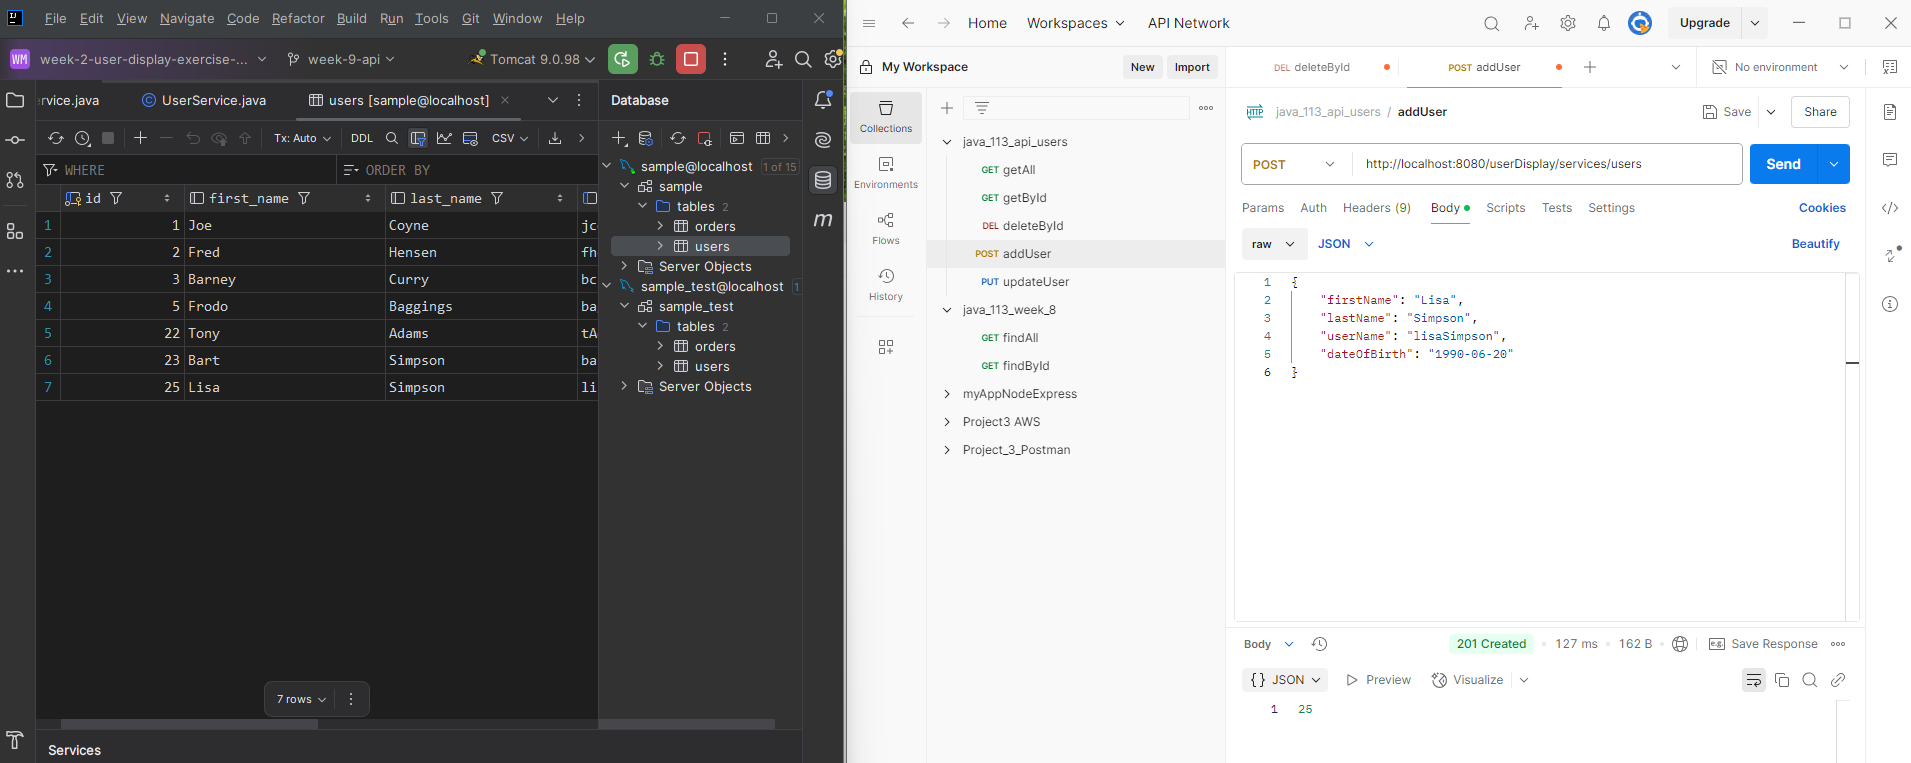 File Edit View Navigate Code Refactor Build Run Tools Git Window Help
WM week-2-user-display-exercise-... week-9-api Tomcat 9.0.98
ervice.java UserService.java users [sample@localhost]
Tx: Auto DDL CSV
WHERE ORDER BY
id first_name last_name
1 1 Joe Coyne jc
2 2 Fred Hensen fh
3 3 Barney Curry bc
4 5 Frodo Baggings ba
5 22 Tony Adams tA
6 23 Bart Simpson ba
7 25 Lisa Simpson li
7 rows
Services
Database
sample@localhost 1 of 15
sample
tables 2
orders
users
Server Objects
sample_test@localhost 1
sample_test
tables 2
orders
users
Server Objects
m
Home Workspaces API Network Upgrade
My Workspace New Import
DEL deleteById POST addUser No environment
Collections
Environments
Flows
History
java_113_api_users
GET getAll
GET getById
DEL deleteById
POST addUser
PUT updateUser
java_113_week_8
GET findAll
GET findById
myAppNodeExpress
Project3 AWS
Project_3_Postman
HTTP java_113_api_users / addUser Save Share
POST http://localhost:8080/userDisplay/services/users Send
Params Auth Headers (9) Body Scripts Tests Settings Cookies
raw JSON Beautify
1 {
2 "firstName": "Lisa",
3 "lastName": "Simpson",
4 "userName": "lisaSimpson",
5 "dateOfBirth": "1990-06-20"
6 }
Body 201 Created 127 ms 162 B e.g. Save Response
{} JSON Preview Visualize
1 25